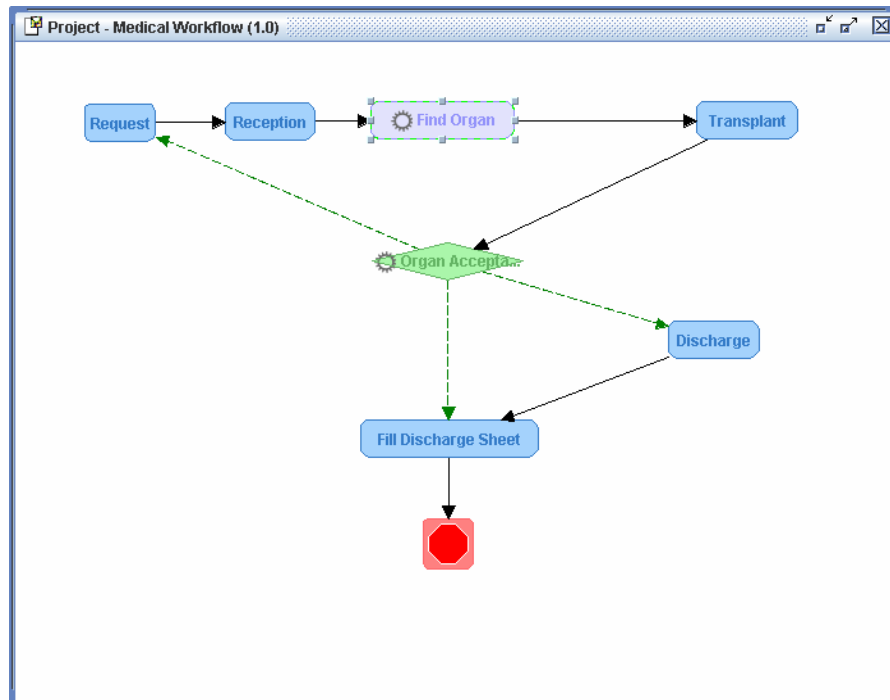 Project - Medical Workflow (1.0)
Request
Reception
Find Organ
Transplant
Organ Accepta...
Discharge
Fill Discharge Sheet